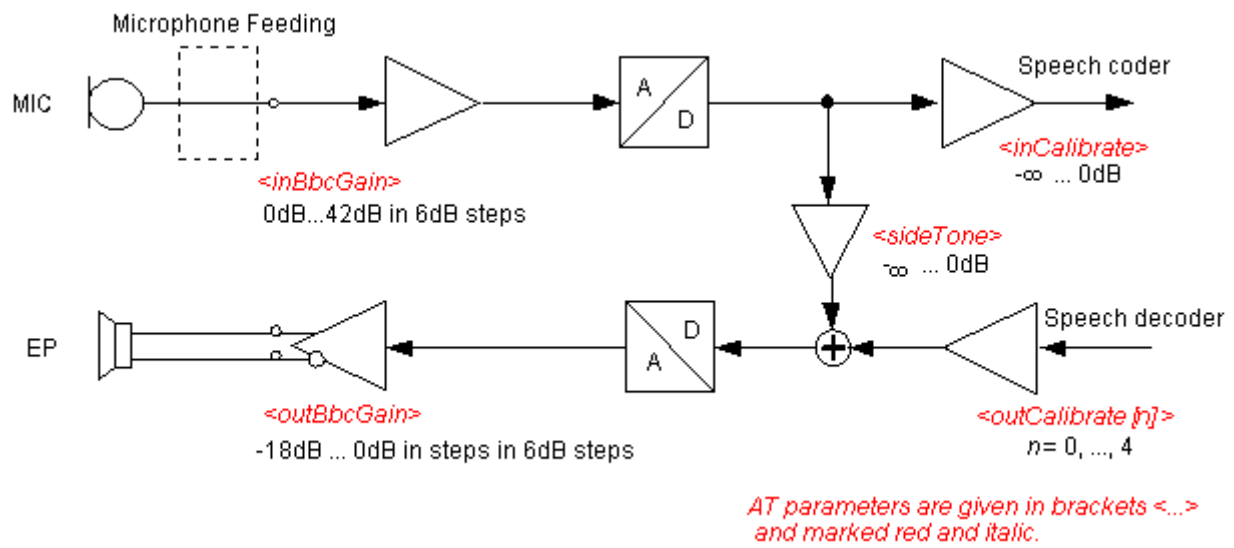 Microphone Feeding
MIC
A
D
Speech coder
<inBbcGain>
0dB...42dB in 6dB steps
<inCalibrate>
-∞ ... 0dB
<sideTone>
-∞ ... 0dB
EP
D
A
+
Speech decoder
<outBbcGain>
-18dB ... 0dB in steps in 6dB steps
<outCalibrate [n]>
n= 0, ..., 4
AT parameters are given in brackets <...>
and marked red and italic.